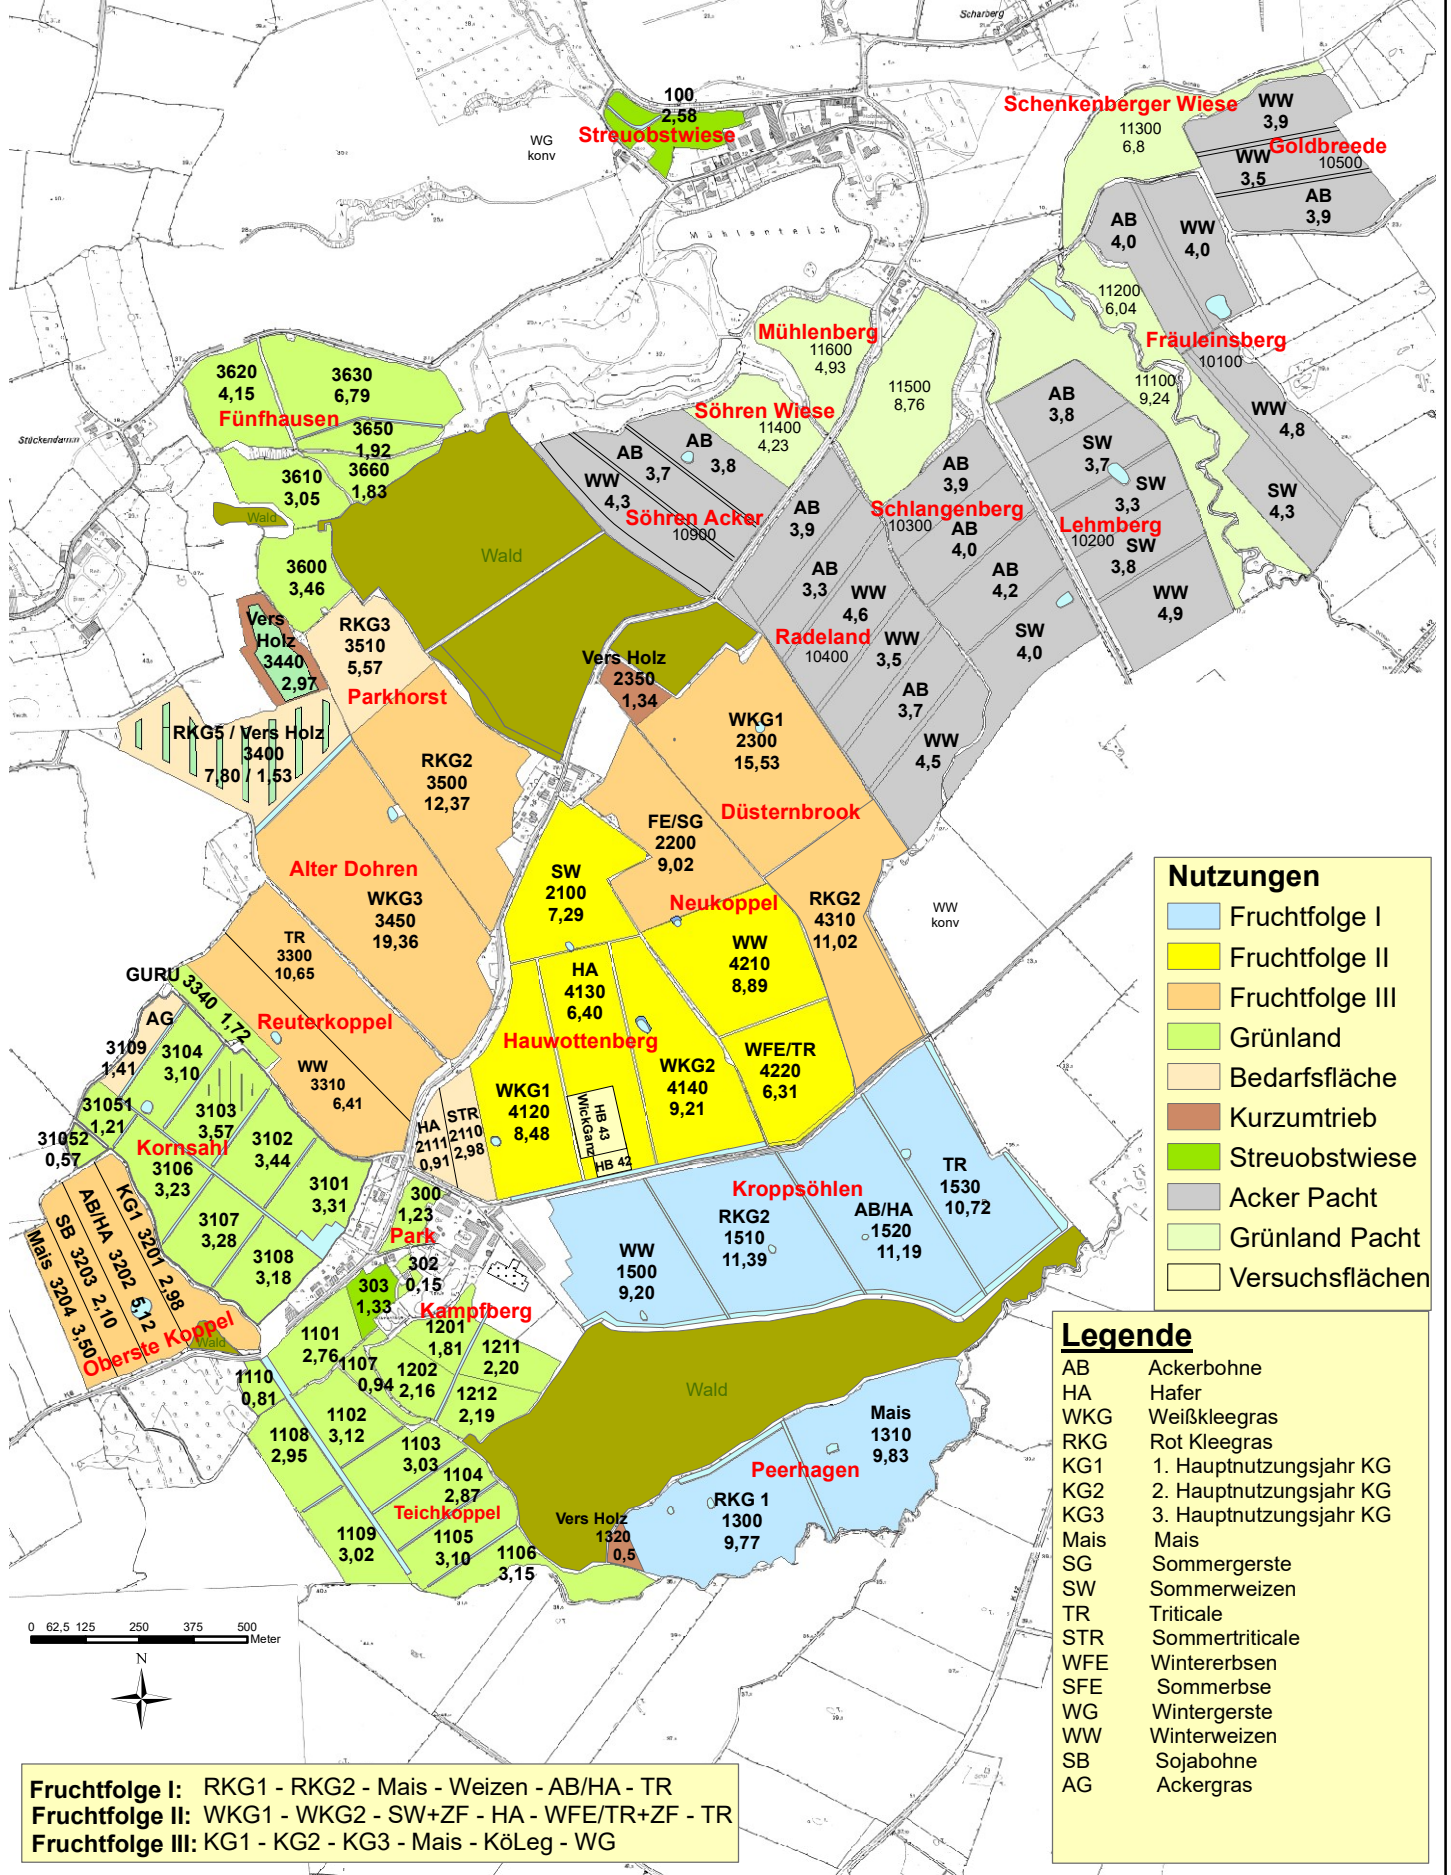 Scharberg
100
2,58
Streuobstwiese
WG
konv
Schenkenberger Wiese
11300
6,8
WW
3,9
Goldbreede
10500
WW
3,5
AB
3,9
Mühlenteich
AB
4,0
WW
4,0
11200
6,04
Fräuleinsberg
10100
11100
9,24
WW
4,8
SW
4,3
Mühlenberg
11600
4,93
11500
8,76
Söhren Wiese
11400
4,23
3620
4,15
3630
6,79
Fünfhausen
3650
1,92
3660
1,83
3610
3,05
Stückendamm
Wald
AB
3,8
AB
3,7
WW
4,3
Söhren Acker
10900
AB
3,8
SW
3,7
SW
3,3
Lehmberg
10200
SW
3,8
WW
4,9
AB
3,9
Schlangenberg
10300
AB
4,0
AB
4,2
SW
4,0
AB
3,9
AB
3,3
WW
4,6
Radeland
10400
WW
3,5
AB
3,7
WW
4,5
Wald
3600
3,46
Vers
Holz
3440
2,97
RKG3
3510
5,57
Parkhorst
Vers Holz
2350
1,34
RKG5 / Vers Holz
3400
7,80 / 1,53
RKG2
3500
12,37
WKG1
2300
15,53
Düsternbrook
FE/SG
2200
9,02
Alter Dohren
WKG3
3450
19,36
SW
2100
7,29
Neukoppel
RKG2
4310
11,02
WW
konv
TR
3300
10,65
GURU
3340 1,72
Reuterkoppel
WW
3310
6,41
HA
4130
6,40
WW
4210
8,89
Hauwottenberg
WKG2
4140
9,21
WFE/TR
4220
6,31
WKG1
4120
8,48
HB 43
WickGanz
HB 42
AG
3109
1,41
3104
3,10
31051
1,21
3103
3,57
31052
0,57
Kornsahl
3102
3,44
3106
3,23
3101
3,31
3107
3,28
3108
3,18
HA
2111
0,91
STR
2110
2,98
300
1,23
Park
302
0,15
303
1,33
Kampfberg
KG1 3201 2,98
AB/HA 3202 6,12
SB 3203 2,10
Mais 3204 3,50
Oberste Koppel
Wald
Kroppsöhlen
WW
1500
9,20
RKG2
1510
11,39
AB/HA
1520
11,19
TR
1530
10,72
1101
2,76
1107
0,94
1201
1,81
1211
2,20
1202
2,16
1212
2,19
1110
0,81
1108
2,95
1102
3,12
1103
3,03
1104
2,87
Teichkoppel
1109
3,02
1105
3,10
1106
3,15
Wald
Mais
1310
9,83
Peerhagen
RKG 1
1300
9,77
Vers Holz
1320
0,5
Nutzungen
Fruchtfolge I
Fruchtfolge II
Fruchtfolge III
Grünland
Bedarfsfläche
Kurzumtrieb
Streuobstwiese
Acker Pacht
Grünland Pacht
Versuchsflächen
Legende
AB Ackerbohne
HA Hafer
WKG Weißkleegras
RKG Rot Kleegras
KG1 1. Hauptnutzungsjahr KG
KG2 2. Hauptnutzungsjahr KG
KG3 3. Hauptnutzungsjahr KG
Mais Mais
SG Sommergerste
SW Sommerweizen
TR Triticale
STR Sommertriticale
WFE Wintererbsen
SFE Sommerbse
WG Wintergerste
WW Winterweizen
SB Sojabohne
AG Ackergras
0 62,5 125 250 375 500
Meter
N
Fruchtfolge I: RKG1 - RKG2 - Mais - Weizen - AB/HA - TR
Fruchtfolge II: WKG1 - WKG2 - SW+ZF - HA - WFE/TR+ZF - TR
Fruchtfolge III: KG1 - KG2 - KG3 - Mais - KöLeg - WG